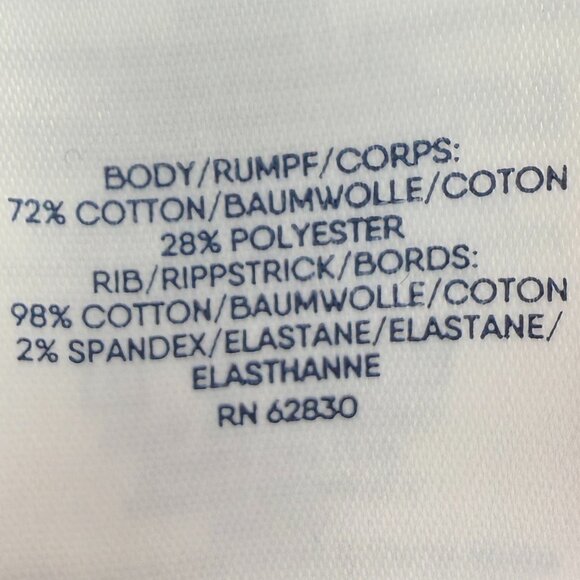 BODY/RUMPF/CORPS:
72% COTTON/BAUMWOLLE/COTON
28% POLYESTER
RIB/RIPPSTRICK/BORDS:
98% COTTON/BAUMWOLLE/COTON
2% SPANDEX/ELASTANE/ELASTANE/
ELASTHANNE
RN 62830